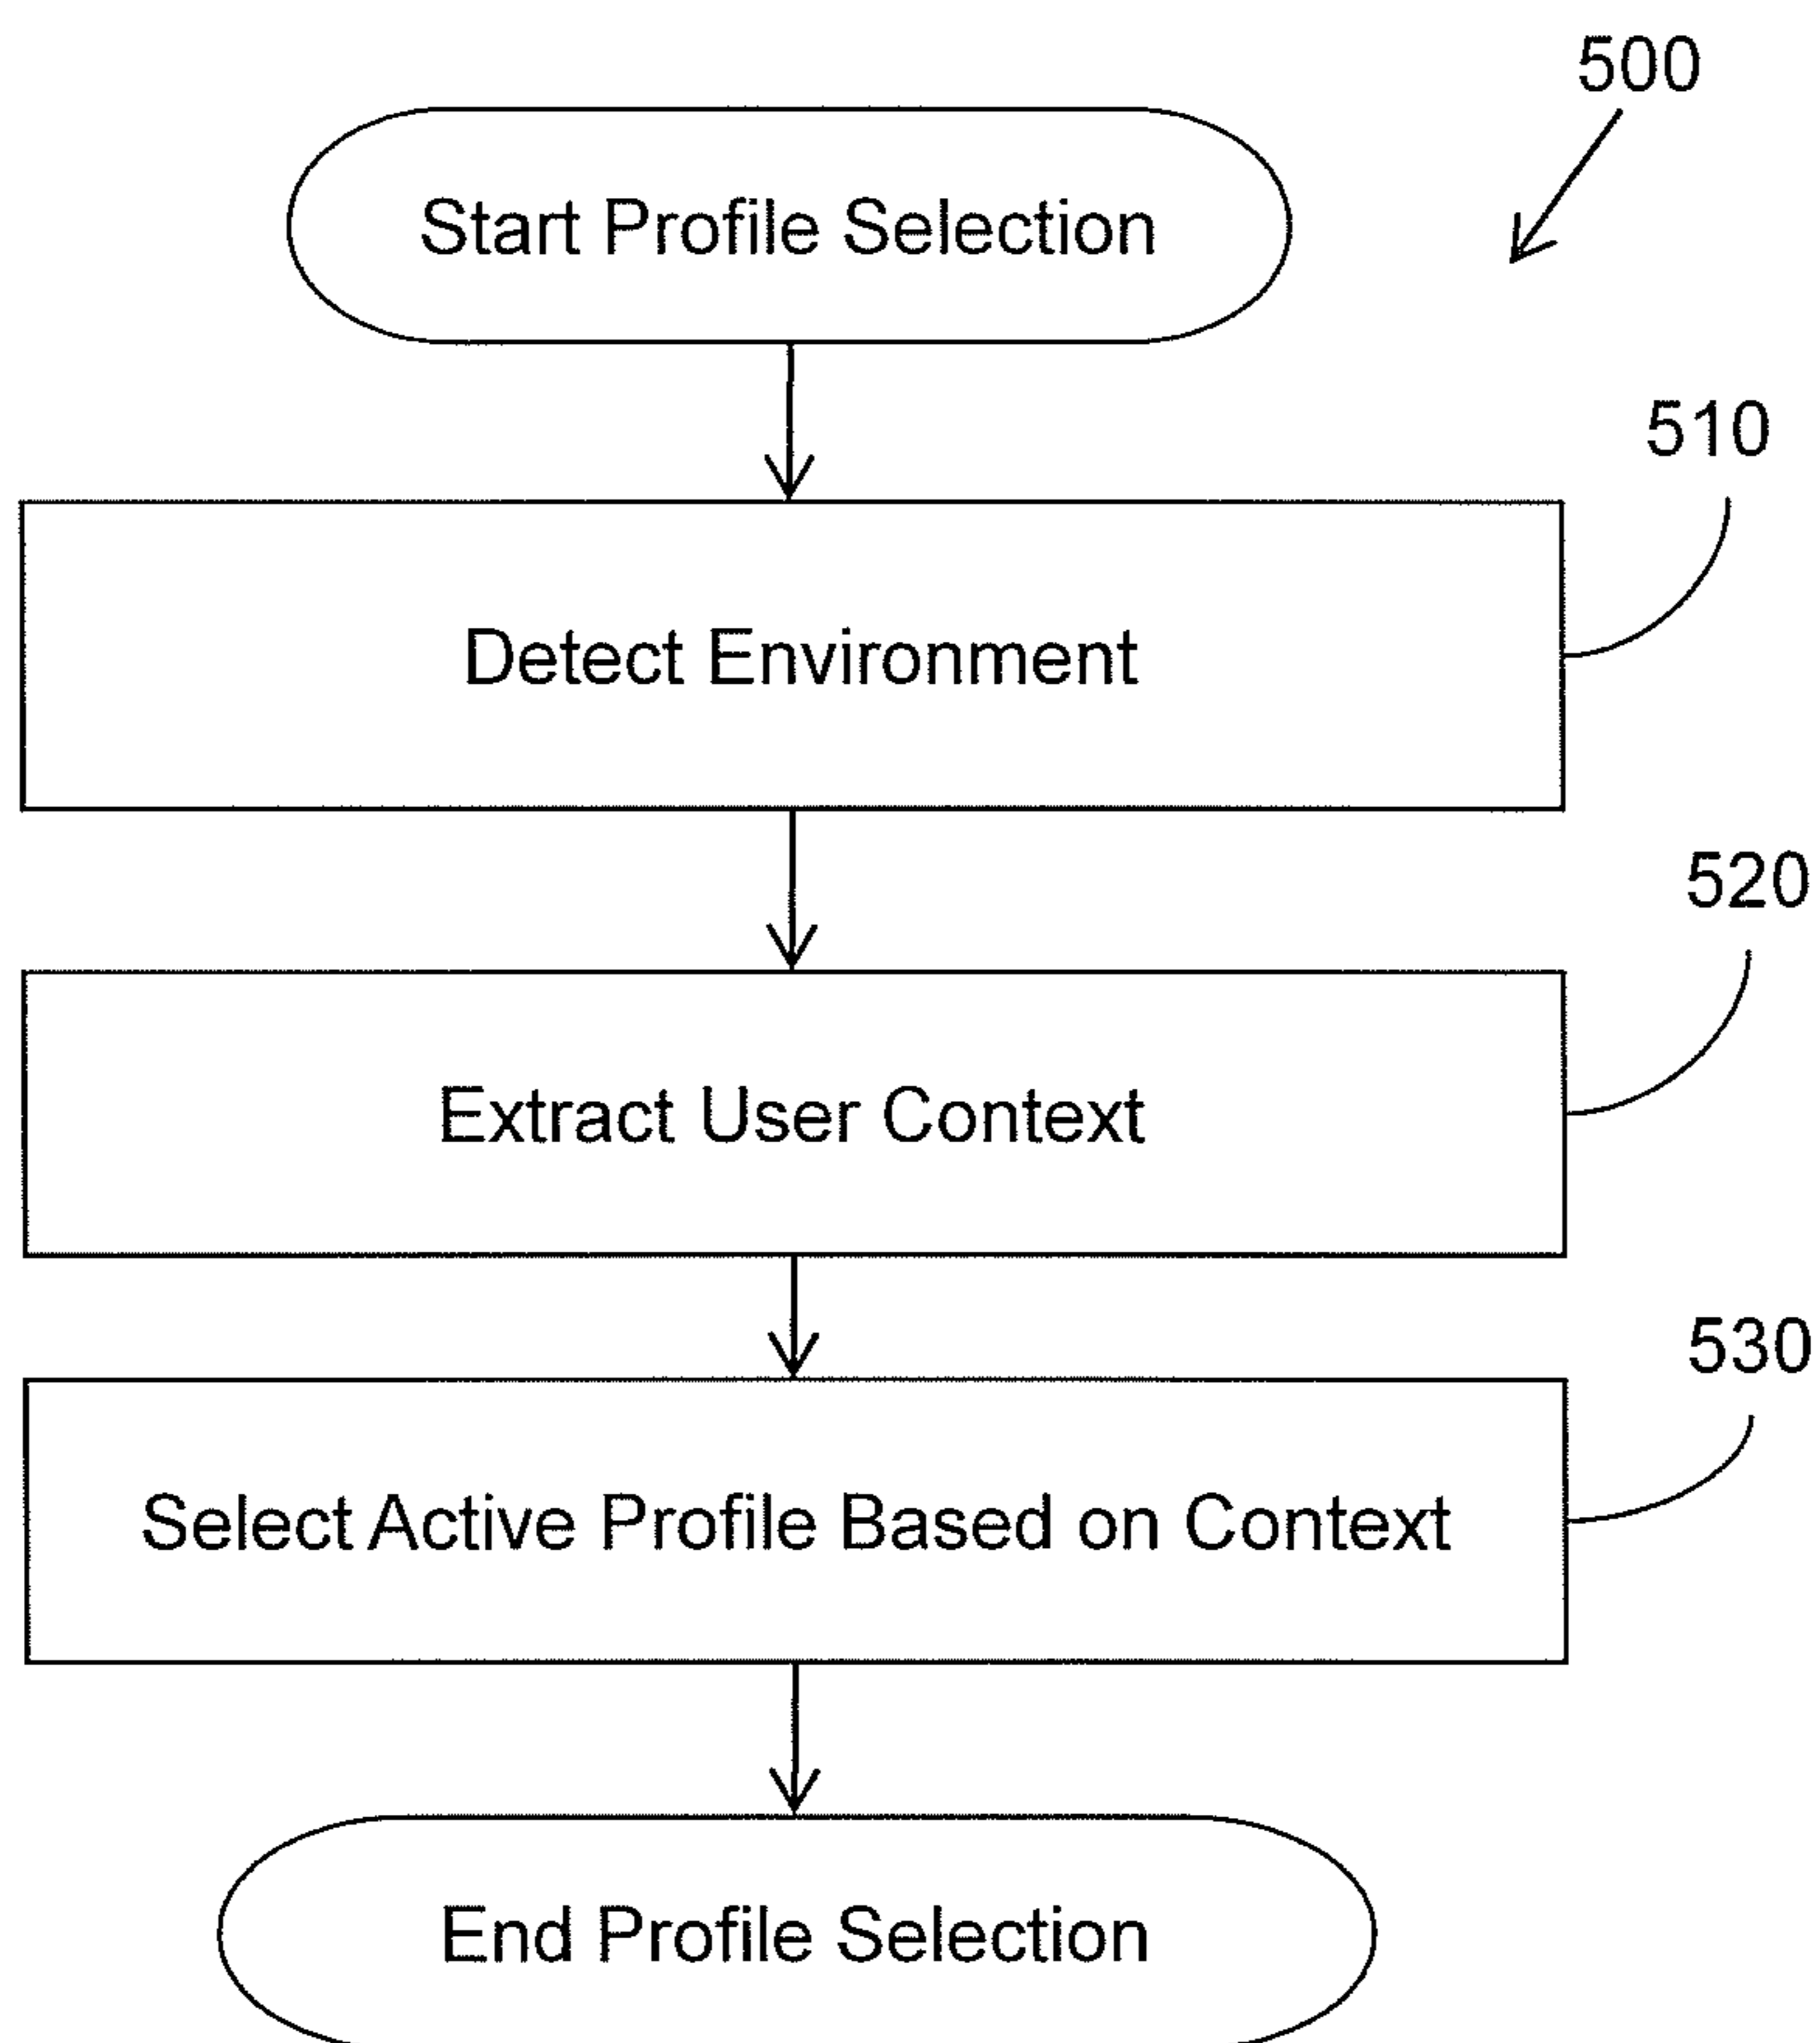 500
Start Profile Selection
510
Detect Environment
520
Extract User Context
530
Select Active Profile Based on Context
End Profile Selection